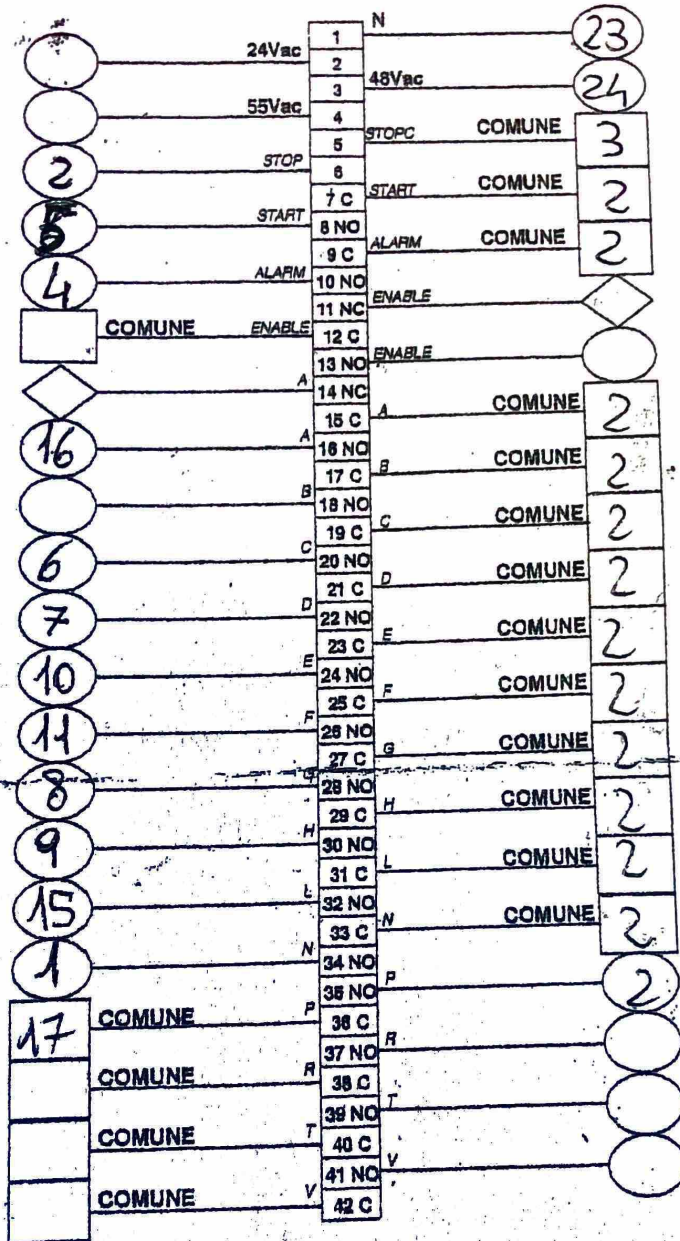 1 N 23
24Vac 2
3 48Vac 24
55Vac 4
5 STOPC COMUNE 3
2 STOP 6
7 C START COMUNE 2
5 START 8 NO
9 C ALARM COMUNE 2
4 ALARM 10 NO
11 NC ENABLE
COMUNE ENABLE 12 C
13 NO ENABLE
A 14 NC
15 C A COMUNE 2
16 A 16 NO
17 C B COMUNE 2
B 18 NO
19 C C COMUNE 2
6 C 20 NO
21 C D COMUNE 2
7 D 22 NO
23 C E COMUNE 2
10 E 24 NO
25 C F COMUNE 2
11 F 26 NO
27 C G COMUNE 2
8 G 28 NO
29 C H COMUNE 2
9 H 30 NO
31 C L COMUNE 2
15 L 32 NO
33 C N COMUNE 2
1 N 34 NO
35 NO P 2
17 COMUNE P 36 C
37 NO R
COMUNE R 38 C
39 NO T
COMUNE T 40 C
41 NO V
COMUNE V 42 C